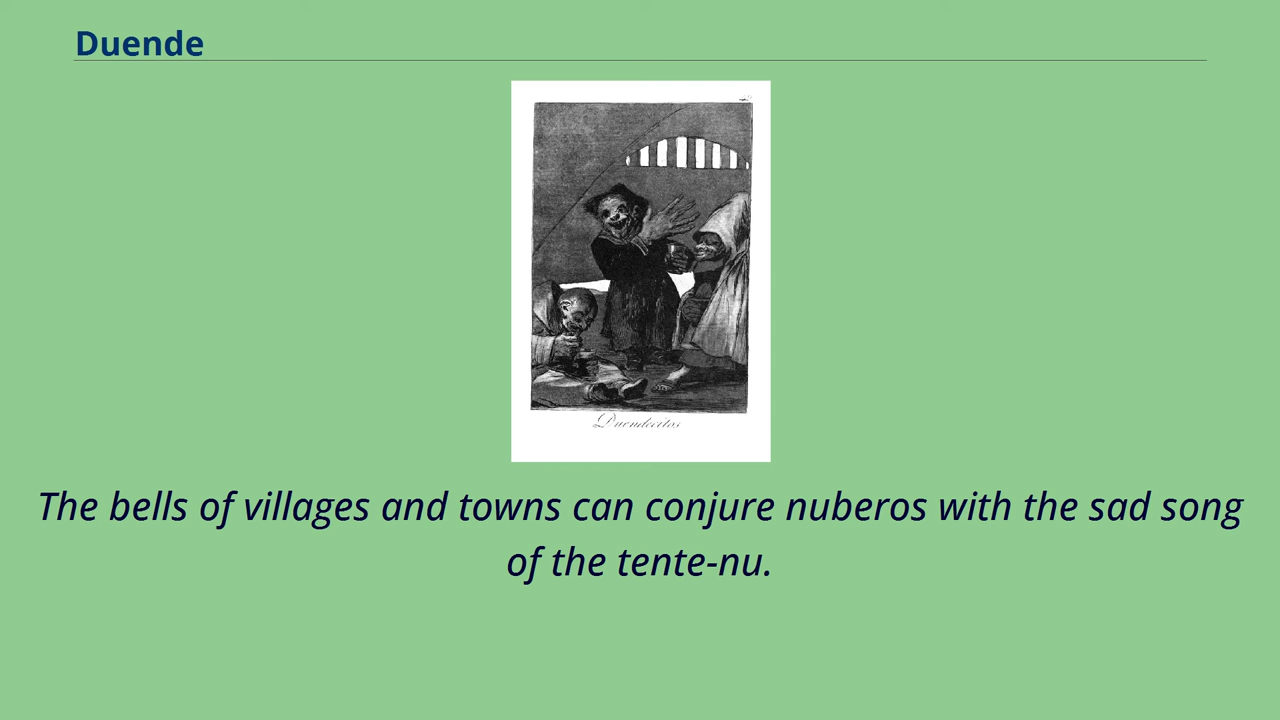 Duende
Duendecitos
The bells of villages and towns can conjure nuberos with the sad song
of the tente-nu.